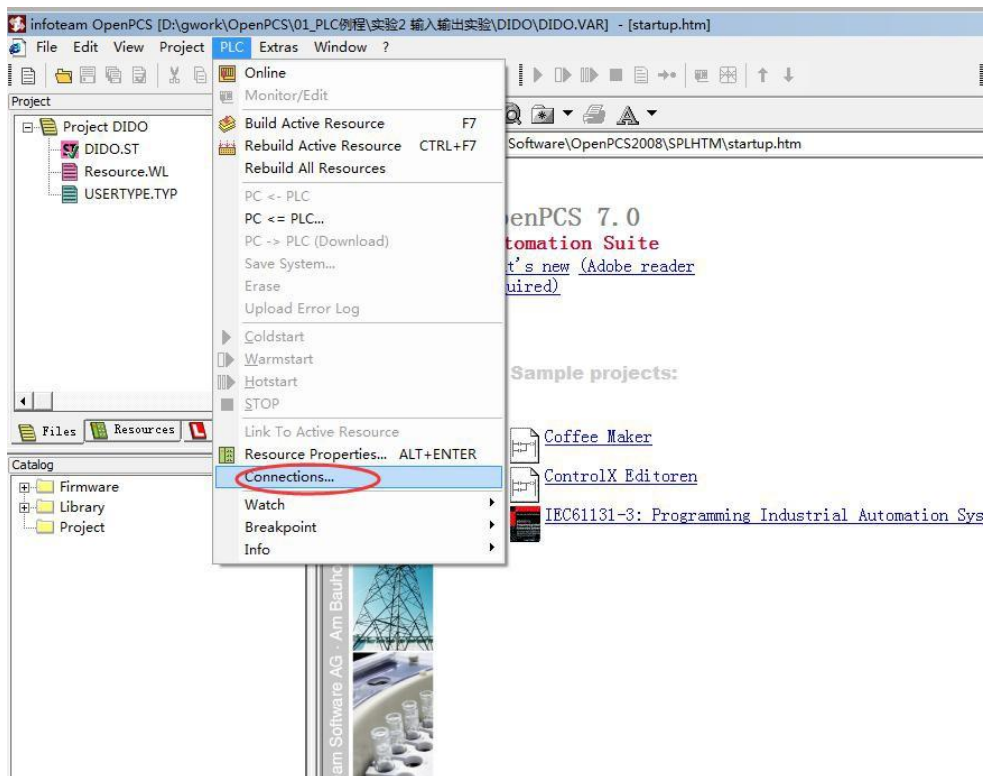 infoteam OpenPCS [D:\gwork\OpenPCS\01_PLC例程\实验2 输入输出实验\DIDO\DIDO.VAR] - [startup.htm]
File Edit View Project PLC Extras Window ?
Project
Project DIDO
DIDO.ST
Resource.WL
USERTYPE.TYP
Files Resources
Catalog
Firmware
Library
Project
Online
Monitor/Edit
Build Active Resource F7
Rebuild Active Resource CTRL+F7
Rebuild All Resources
PC <- PLC
PC <= PLC...
PC -> PLC (Download)
Save System...
Erase
Upload Error Log
Coldstart
Warmstart
Hotstart
STOP
Link To Active Resource
Resource Properties... ALT+ENTER
Connections...
Watch
Breakpoint
Info
Software\OpenPCS2008\SPLHTM\startup.htm
enPCS 7.0
tomation Suite
t's new (Adobe reader
uired)
Sample projects:
Coffee Maker
ControlX Editoren
IEC61131-3: Programming Industrial Automation Sys
am Software AG · Am Bauho